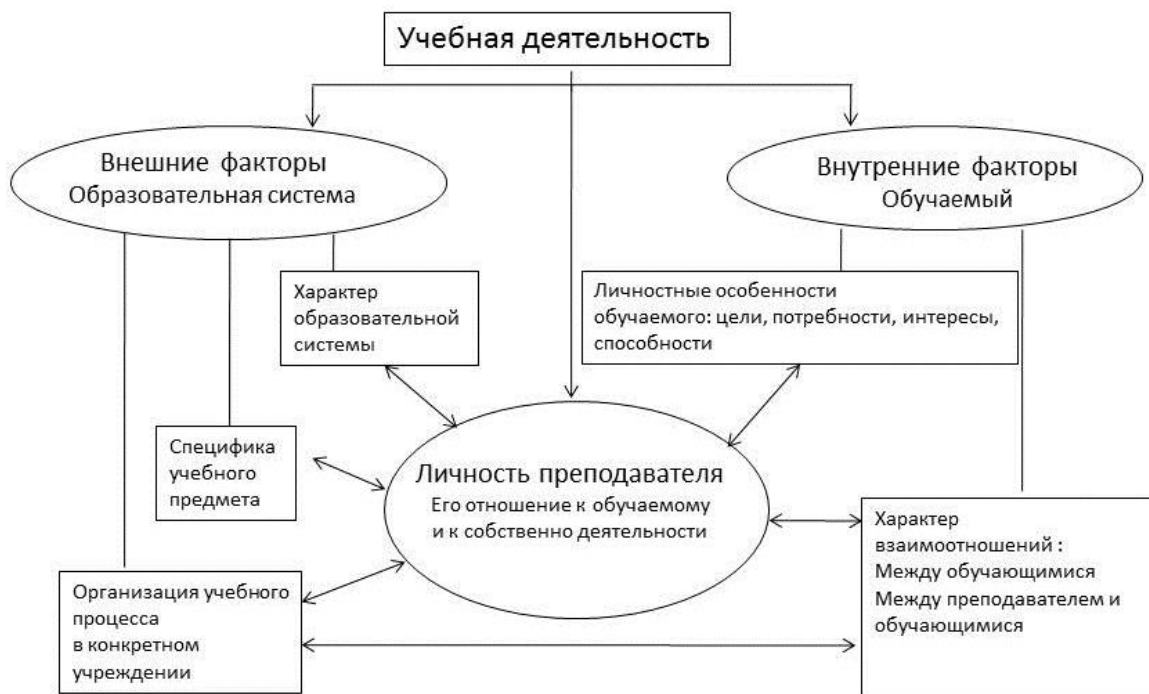 Учебная деятельность
Внешние факторы
Образовательная система
Внутренние факторы
Обучаемый
Характер
образовательной
системы
Личностные особенности
обучаемого: цели, потребности, интересы,
способности
Специфика
учебного
предмета
Личность преподавателя
Его отношение к обучаемому
и к собственно деятельности
Организация учебного
процесса
в конкретном
учреждении
Характер
взаимоотношений :
Между обучающимися
Между преподавателем и
обучающимися